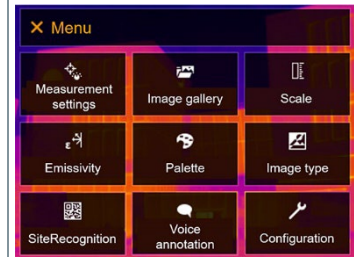 × Menu
Measurement
settings
Image gallery
Scale
ε
Emissivity
Palette
Image type
SiteRecognition
Voice
annotation
Configuration